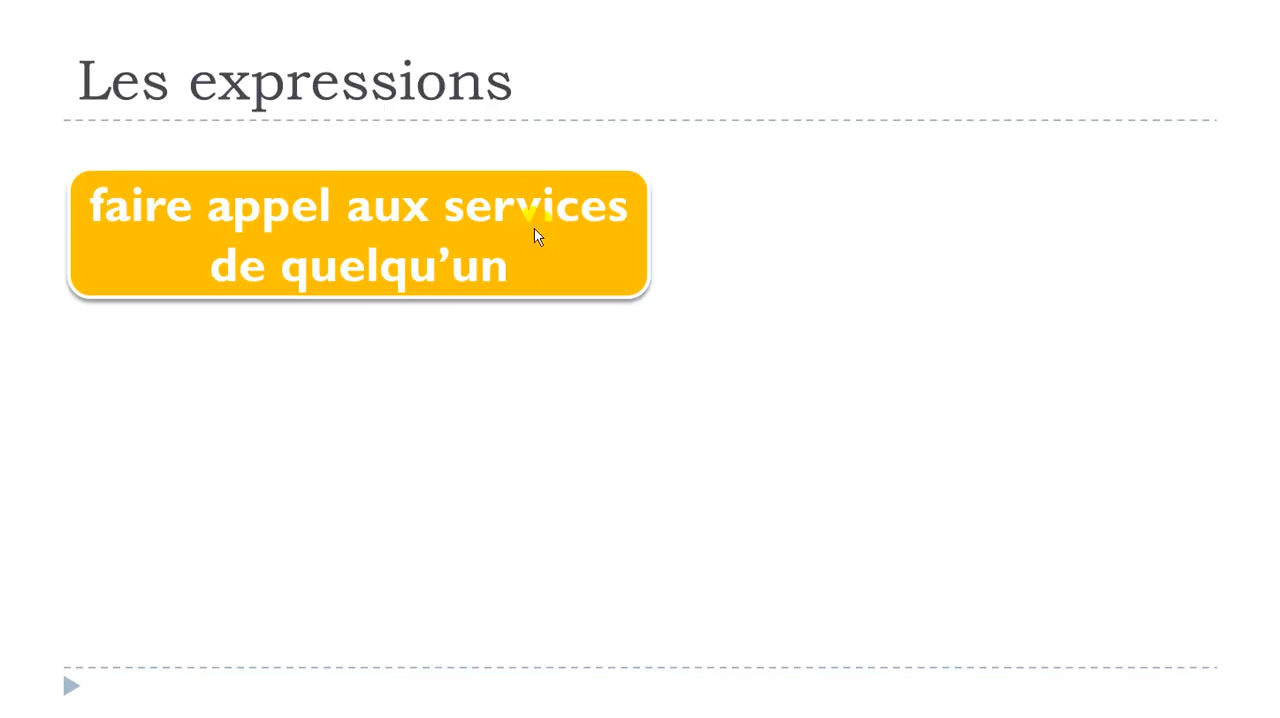 Les expressions
faire appel aux services
de quelqu’un